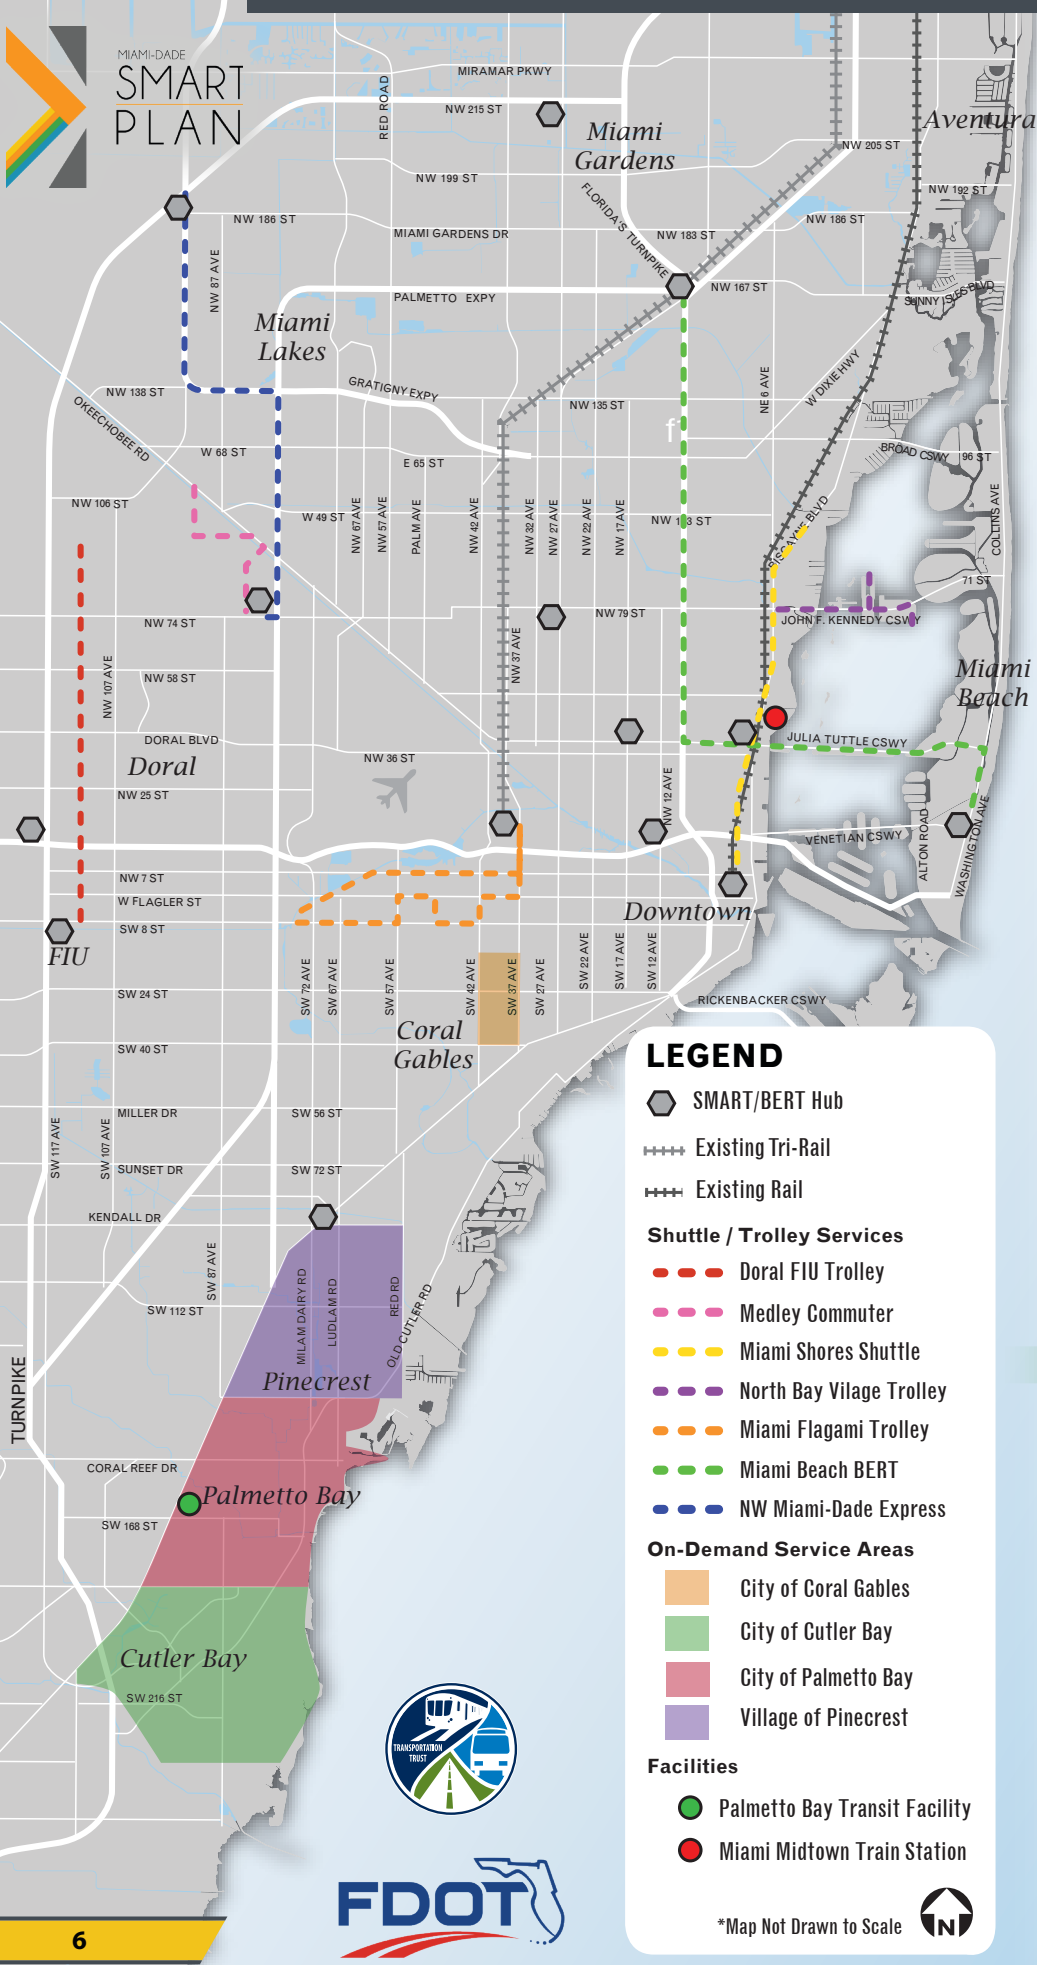 MIAMI-DADE
SMART
PLAN
MIRAMAR PKWY
RED ROAD
NW 215 ST
Miami
Gardens
Aventura
NW 205 ST
NW 199 ST
NW 192 ST
FLORIDA'S TURNPIKE
NW 186 ST
NW 186 ST
MIAMI GARDENS DR
NW 183 ST
NW 87 AVE
PALMETTO EXPY
NW 167 ST
SUNNY ISLES BLVD
Miami
Lakes
NW 138 ST
GRATIGNY EXPY
NW 135 ST
NE 6 AVE
W DIXIE HWY
OKEECHOBEE RD
f
W 68 ST
E 65 ST
BROAD CSWY
96 ST
NW 106 ST
W 49 ST
NW 67 AVE
NW 57 AVE
PALM AVE
NW 42 AVE
NW 32 AVE
NW 27 AVE
NW 22 AVE
NW 17 AVE
BISCAYNE BLVD
COLLINS AVE
71 ST
NW 74 ST
NW 79 ST
JOHN F. KENNEDY CSWY
NW 107 AVE
NW 58 ST
NW 37 AVE
Miami
Beach
DORAL BLVD
JULIA TUTTLE CSWY
Doral
NW 36 ST
NW 25 ST
NW 12 AVE
ALTON ROAD
WASHINGTON AVE
VENETIAN CSWY
NW 7 ST
W FLAGLER ST
Downtown
SW 8 ST
FIU
SW 72 AVE
SW 67 AVE
SW 57 AVE
SW 42 AVE
SW 37 AVE
SW 27 AVE
SW 22 AVE
SW 17 AVE
SW 12 AVE
SW 24 ST
RICKENBACKER CSWY
Coral
Gables
SW 40 ST
MILLER DR
SW 56 ST
SW 117 AVE
SW 107 AVE
SUNSET DR
SW 72 ST
KENDALL DR
SW 87 AVE
SW 112 ST
MILAM DAIRY RD
LUDLAM RD
RED RD
OLD CUTLER RD
Pinecrest
TURNPIKE
CORAL REEF DR
Palmetto Bay
SW 168 ST
Cutler Bay
SW 216 ST
LEGEND
SMART/BERT Hub
Existing Tri-Rail
Existing Rail
Shuttle / Trolley Services
Doral FIU Trolley
Medley Commuter
Miami Shores Shuttle
North Bay Vilage Trolley
Miami Flagami Trolley
Miami Beach BERT
NW Miami-Dade Express
On-Demand Service Areas
City of Coral Gables
City of Cutler Bay
City of Palmetto Bay
Village of Pinecrest
Facilities
Palmetto Bay Transit Facility
Miami Midtown Train Station
*Map Not Drawn to Scale
N
TRANSPORTATION
TRUST
FDOT
6